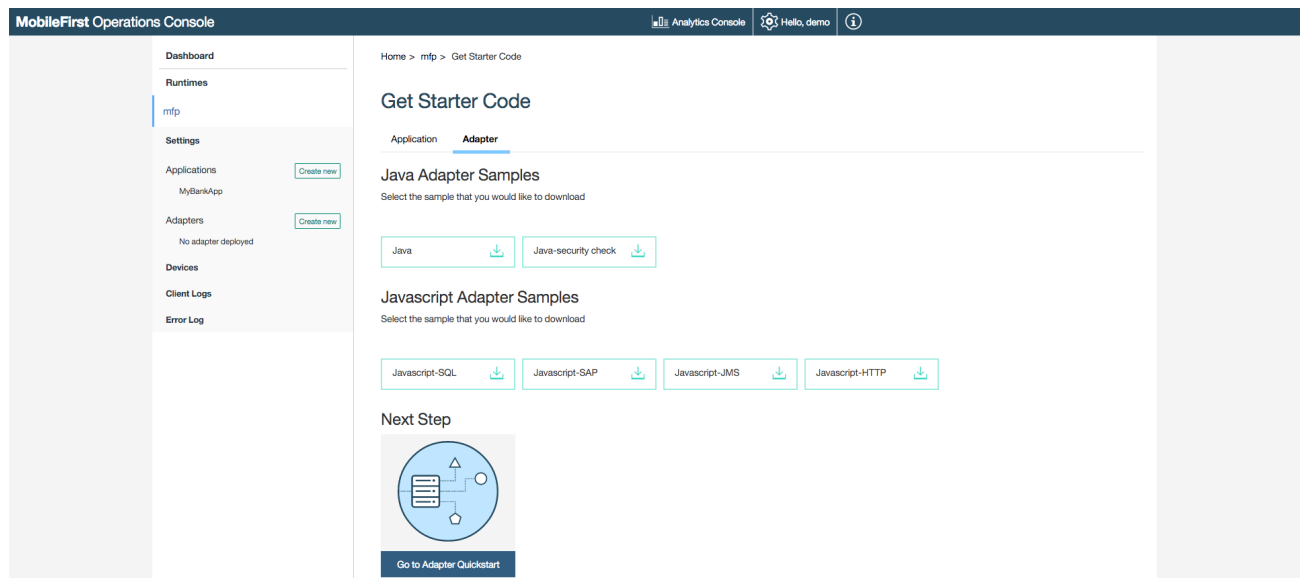 MobileFirst Operations Console
Analytics Console
Hello, demo
Dashboard
Runtimes
mfp
Settings
Applications
Create new
MyBankApp
Adapters
Create new
No adapter deployed
Devices
Client Logs
Error Log
Home > mfp > Get Starter Code
Get Starter Code
Application Adapter
Java Adapter Samples
Select the sample that you would like to download
Java
Java-security check
Javascript Adapter Samples
Select the sample that you would like to download
Javascript-SQL
Javascript-SAP
Javascript-JMS
Javascript-HTTP
Next Step
Go to Adapter Quickstart